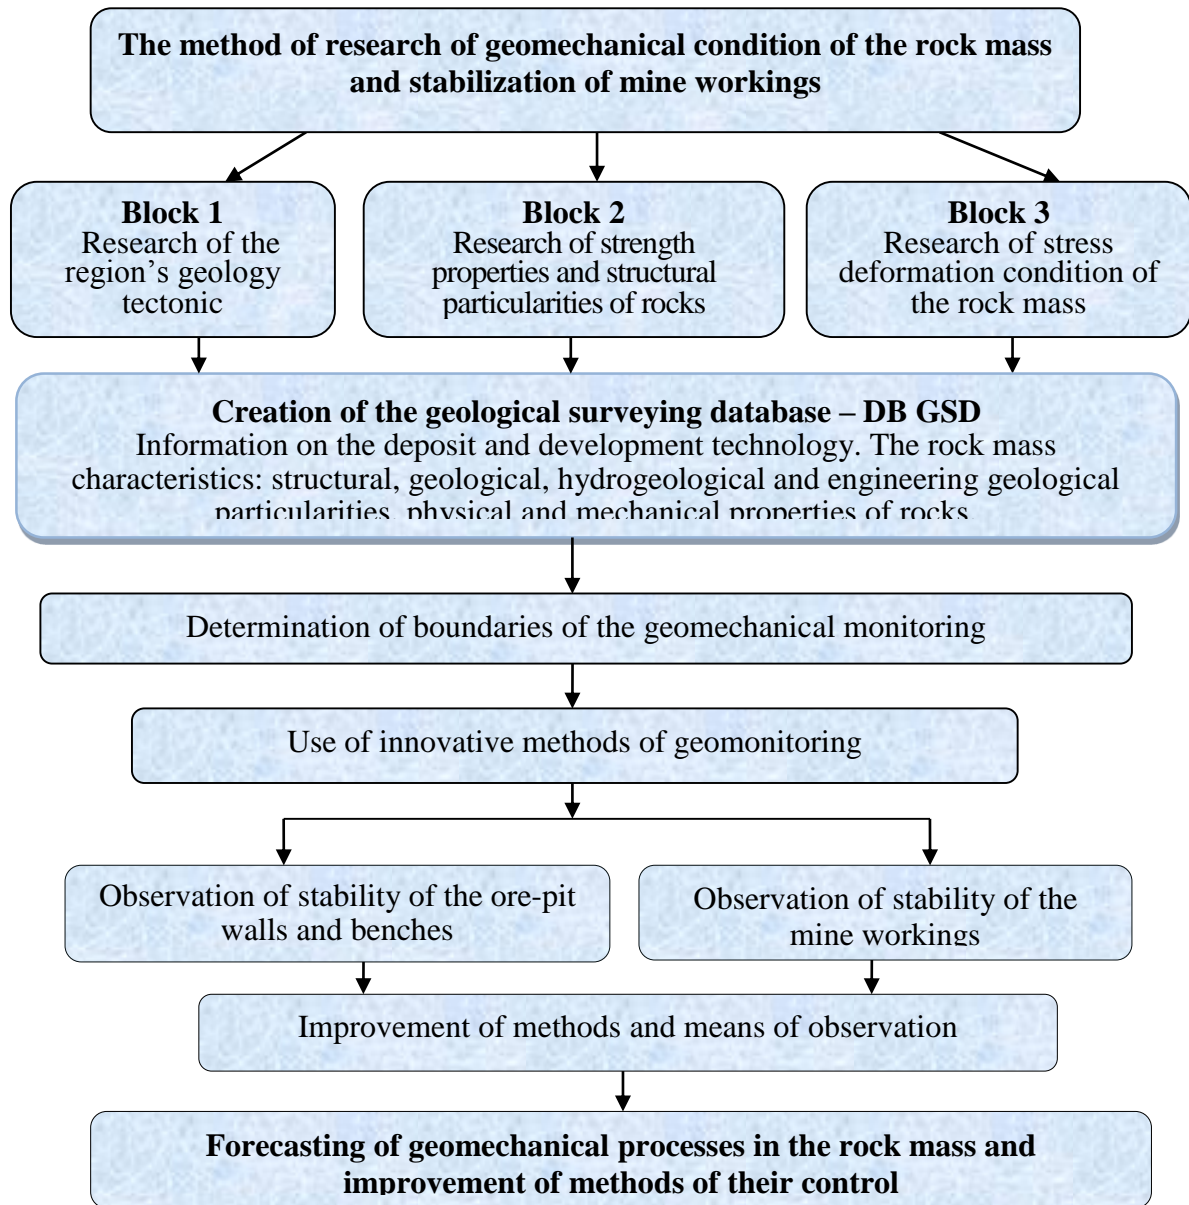 The method of research of geomechanical condition of the rock mass
and stabilization of mine workings
Block 1
Research of the
region’s geology
tectonic
Block 2
Research of strength
properties and structural
particularities of rocks
Block 3
Research of stress
deformation condition of
the rock mass
Creation of the geological surveying database – DB GSD
Information on the deposit and development technology. The rock mass
characteristics: structural, geological, hydrogeological and engineering geological
particularities, physical and mechanical properties of rocks
Determination of boundaries of the geomechanical monitoring
Use of innovative methods of geomonitoring
Observation of stability of the ore-pit
walls and benches
Observation of stability of the
mine workings
Improvement of methods and means of observation
Forecasting of geomechanical processes in the rock mass and
improvement of methods of their control